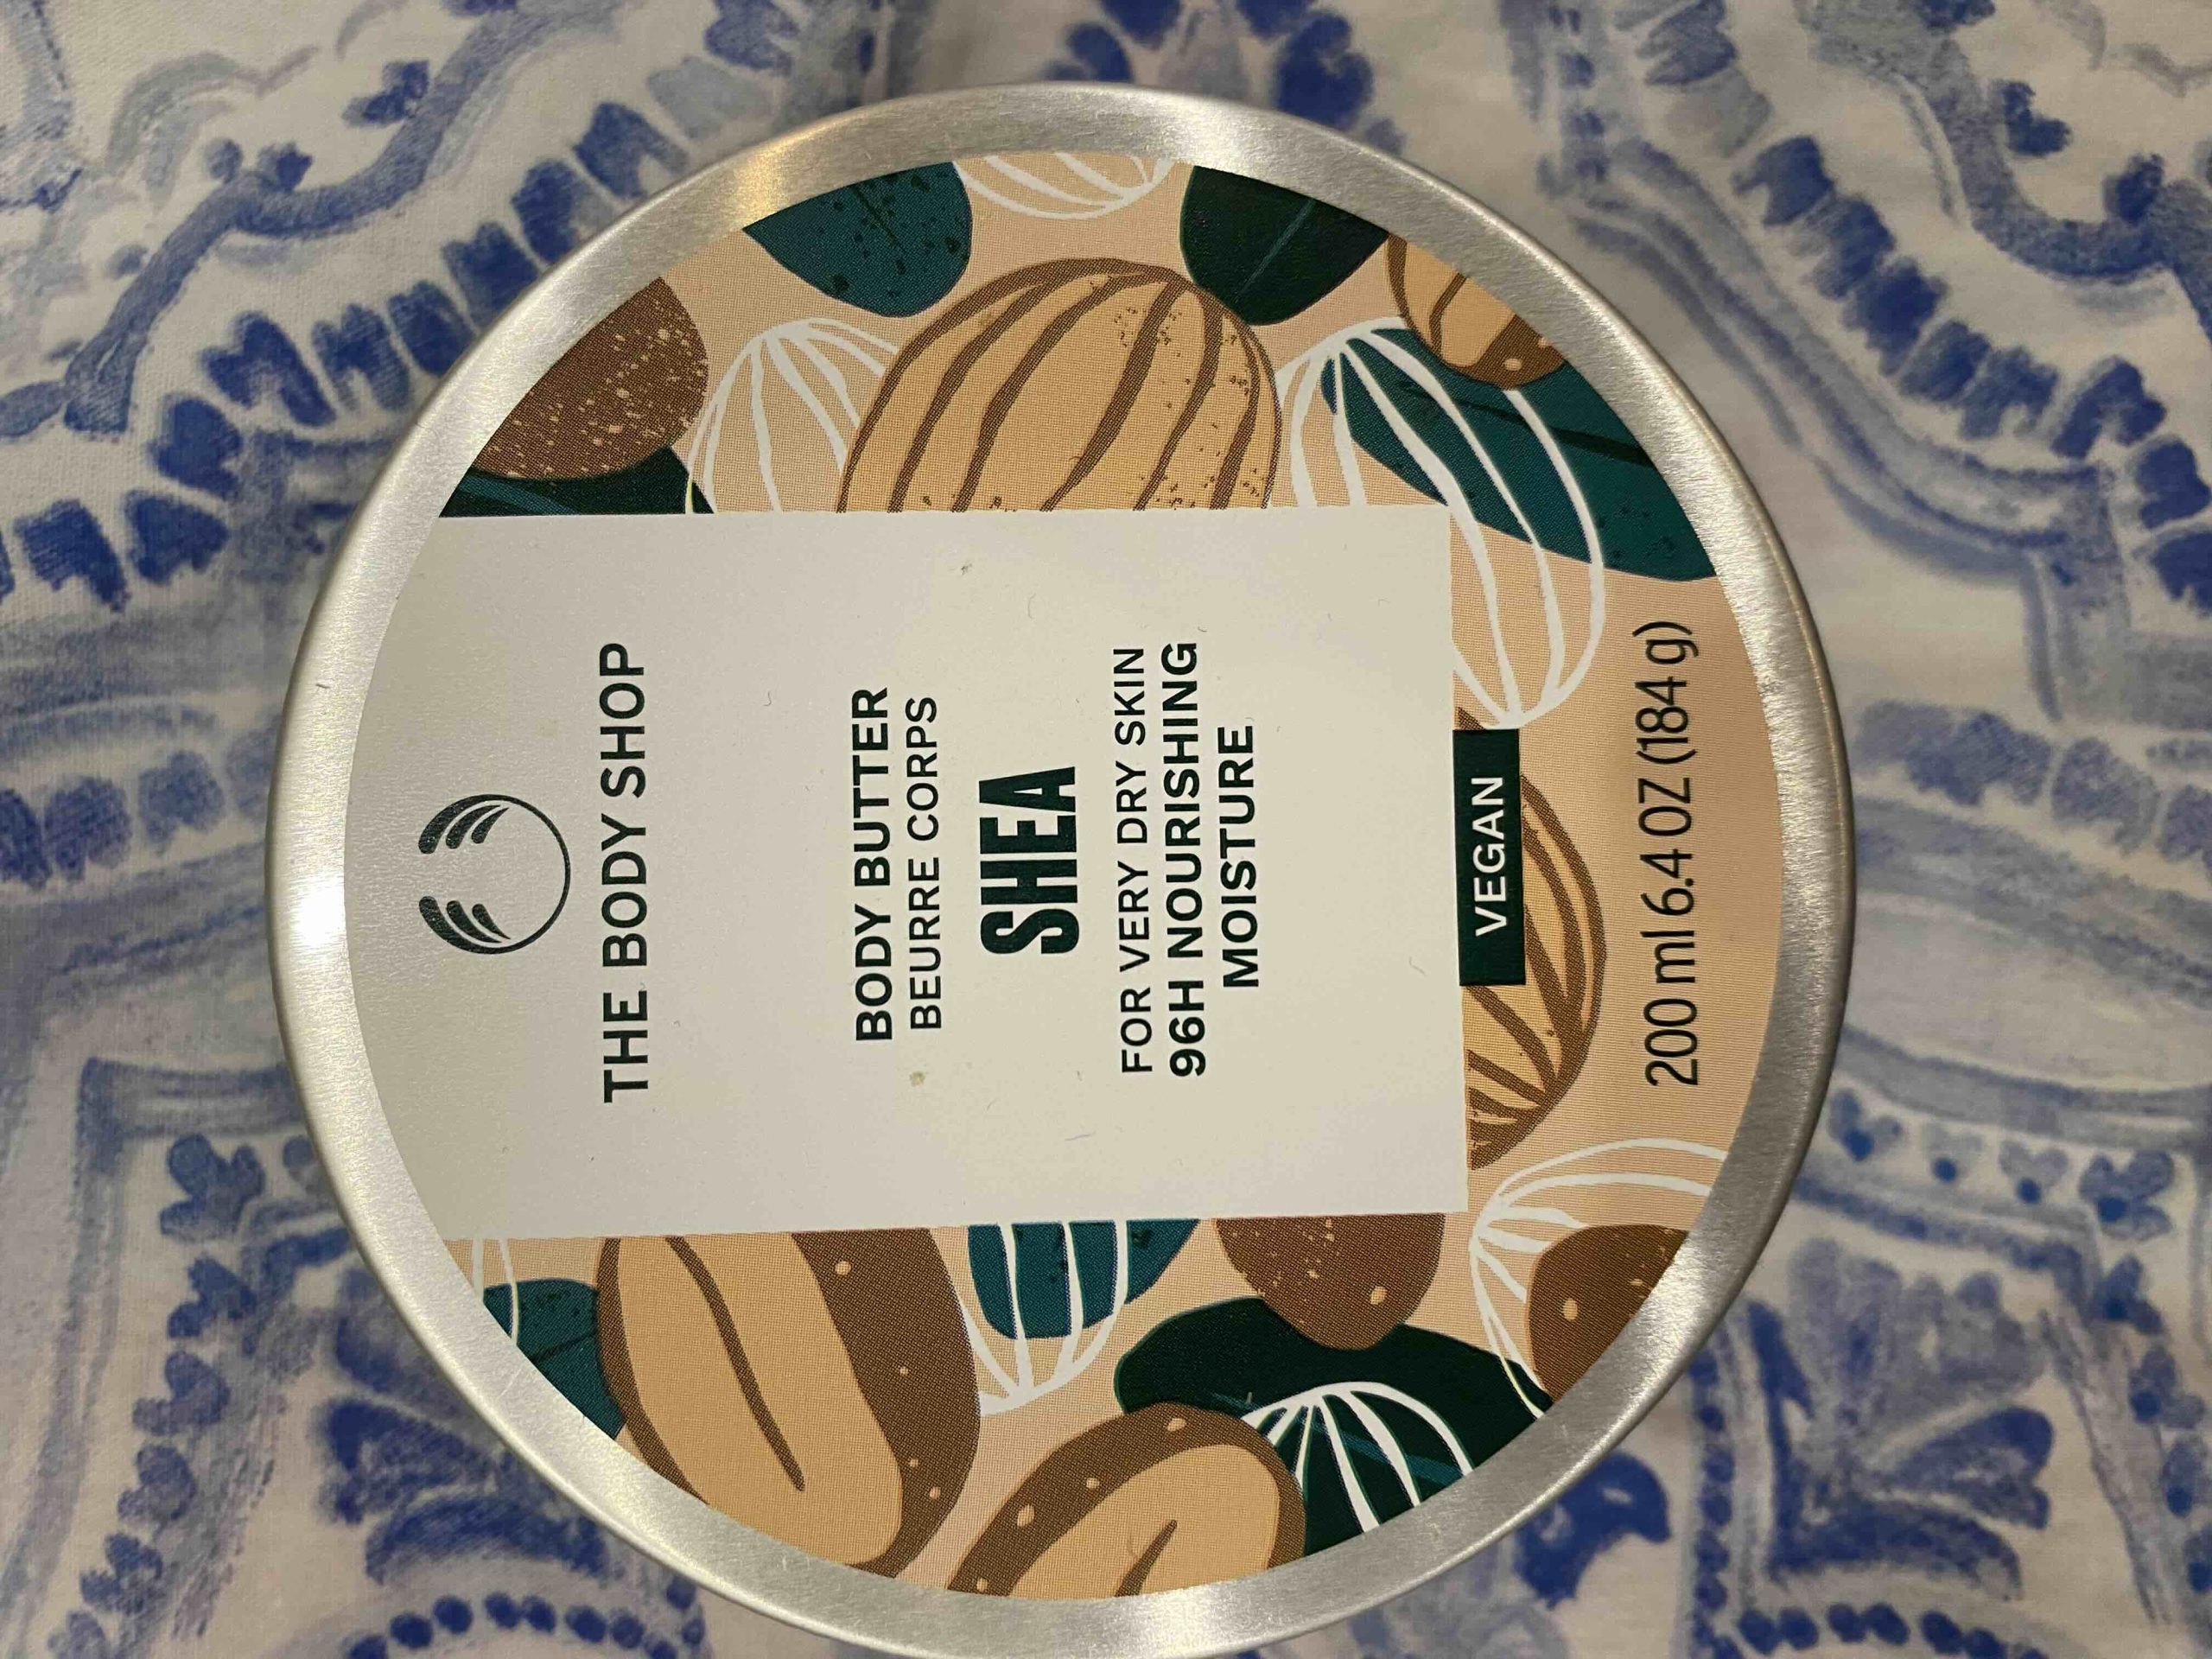 THE BODY SHOP
BODY BUTTER
BEURRE CORPS
SHEA
FOR VERY DRY SKIN
96H NOURISHING
MOISTURE
VEGAN
200 ml 6.4 OZ (184 g)